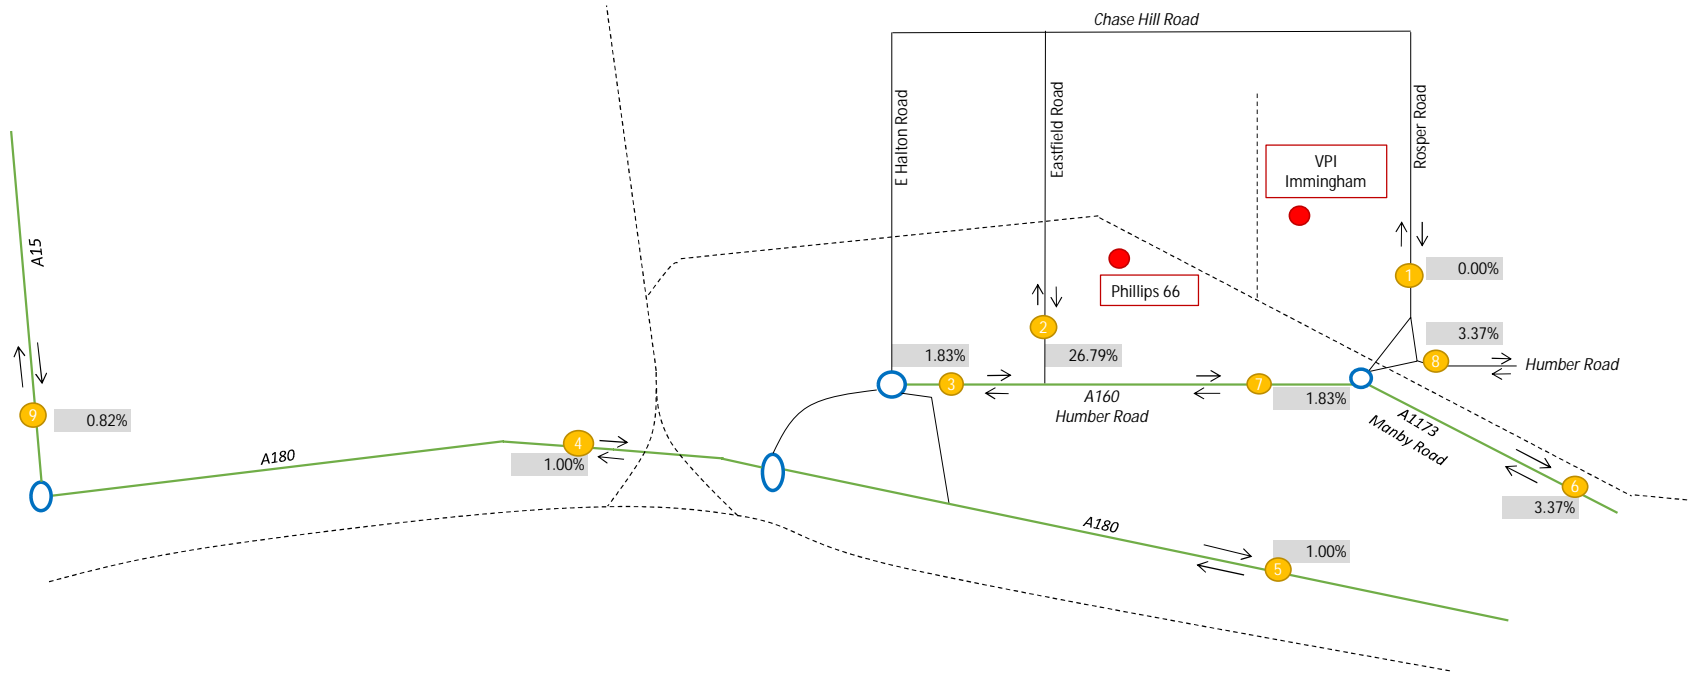 Chase Hill Road
E Halton Road
Eastfield Road
Rosper Road
VPI
Immingham
A15
Phillips 66
1
0.00%
2
26.79%
3.37%
8
Humber Road
1.83%
3
7
1.83%
A160
Humber Road
A1173
Manby Road
9
0.82%
4
1.00%
A180
6
3.37%
A180
1.00%
5